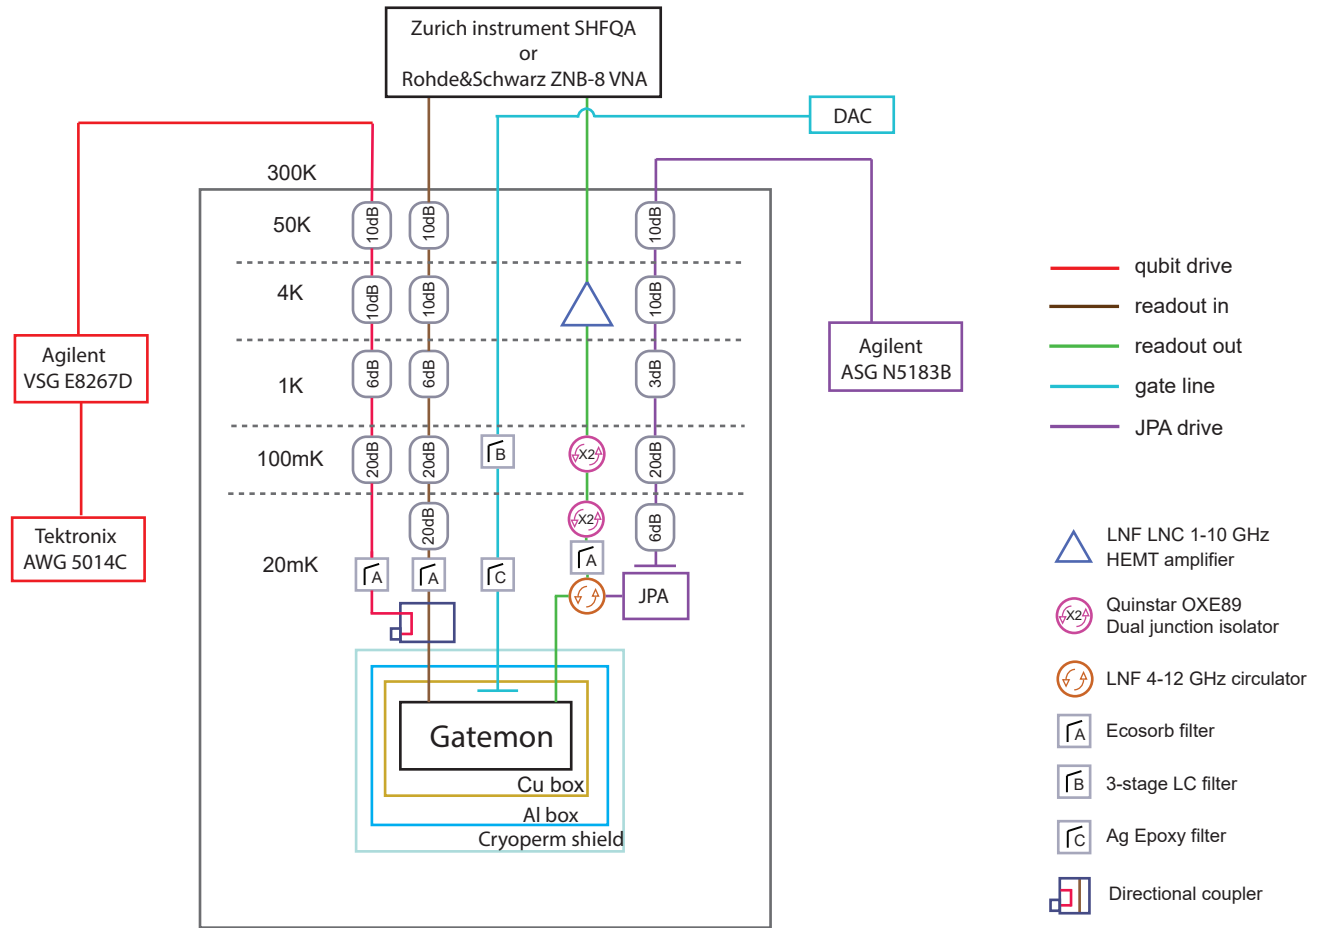 Zurich instrument SHFQA
or
Rohde&Schwarz ZNB-8 VNA
DAC
300K
50K
10dB
10dB
10dB
4K
10dB
10dB
10dB
1K
6dB
6dB
3dB
100mK
20dB
20dB
B
X2
20dB
20dB
X2
6dB
20mK
A
A
C
A
JPA
Agilent
VSG E8267D
Tektronix
AWG 5014C
Agilent
ASG N5183B
Gatemon
Cu box
Al box
Cryoperm shield
qubit drive
readout in
readout out
gate line
JPA drive
LNF LNC 1-10 GHz
HEMT amplifier
X2
Quinstar OXE89
Dual junction isolator
LNF 4-12 GHz circulator
A
Ecosorb filter
B
3-stage LC filter
C
Ag Epoxy filter
Directional coupler